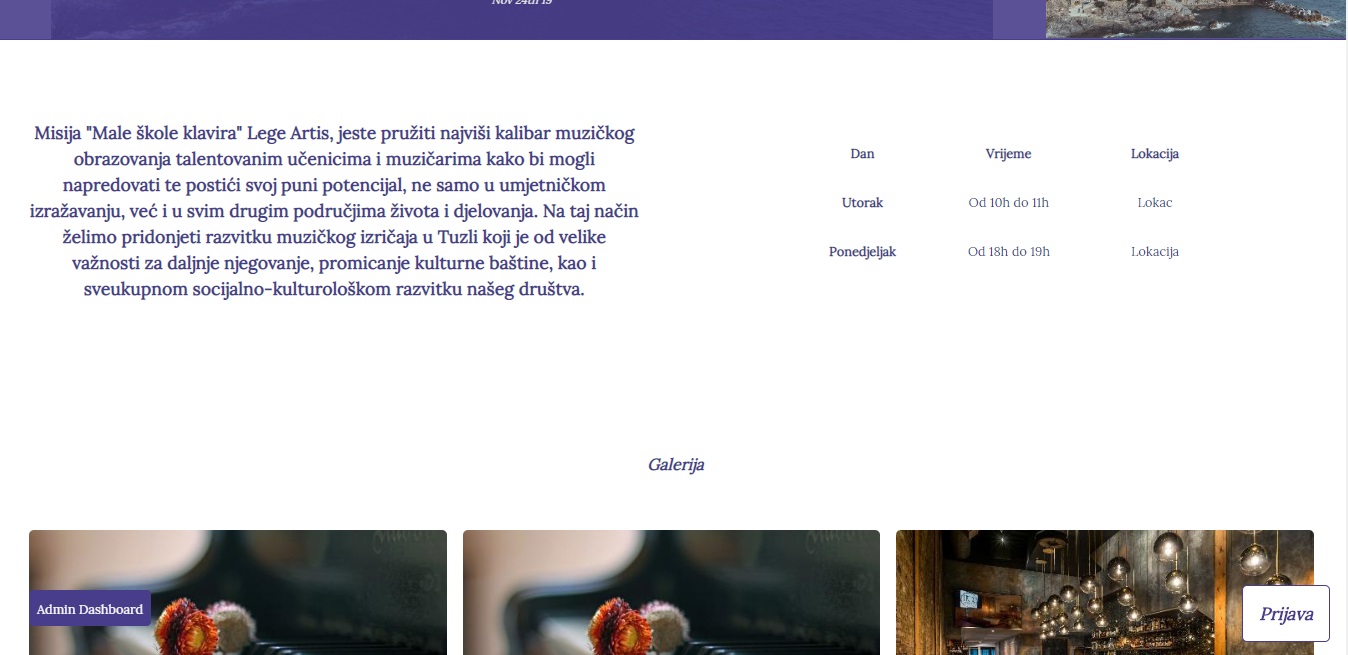 Nov 24th 19
Misija "Male škole klavira" Lege Artis, jeste pružiti najviši kalibar muzičkog
obrazovanja talentovanim učenicima i muzičarima kako bi mogli
napredovati te postići svoj puni potencijal, ne samo u umjetničkom
izražavanju, već i u svim drugim područjima života i djelovanja. Na taj način
želimo pridonjeti razvitku muzičkog izričaja u Tuzli koji je od velike
važnosti za daljnje njegovanje, promicanje kulturne baštine, kao i
sveukupnom socijalno-kulturološkom razvitku našeg društva.
Dan Vrijeme Lokacija
Utorak Od 10h do 11h Lokac
Ponedjeljak Od 18h do 19h Lokacija
Galerija
Admin Dashboard
Prijava